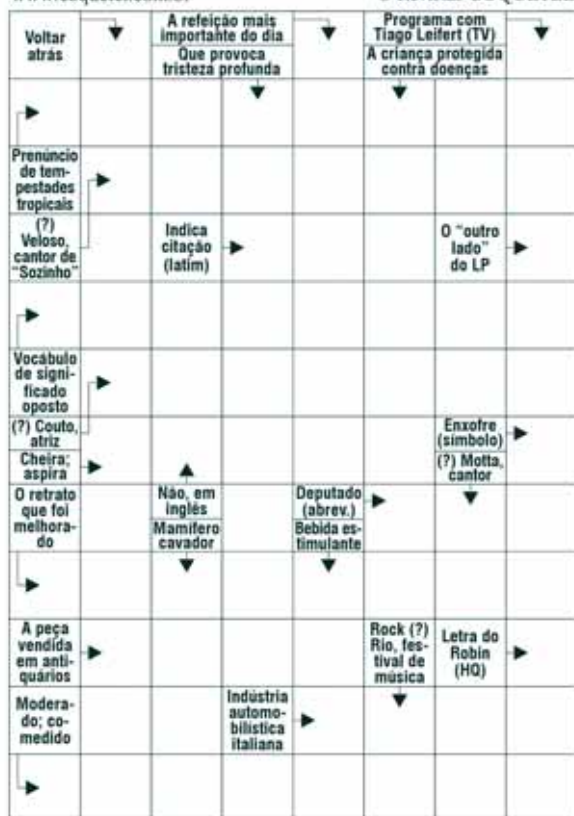 Voltar
atrás
A refeição mais
importante do dia
Que provoca
tristeza profunda
Programa com
Tiago Leifert (TV)
A criança protegida
contra doenças
Prenúncio
de tem-
pestades
tropicais
(?)
Veloso,
cantor de
"Sozinho"
Indica
citação
(latim)
O "outro
lado"
do LP
Vocábulo
de signi-
ficado
oposto
(?) Couto,
atriz
Cheira;
aspira
Enxofre
(símbolo)
(?) Motta,
cantor
O retrato
que foi
melhora-
do
Não, em
inglês
Mamífero
cavador
Deputado
(abrev.)
Bebida es-
timulante
A peça
vendida
em anti-
quários
Rock (?)
Rio, fes-
tival de
música
Letra do
Robin
(HQ)
Modera-
do; co-
medido
Indústria
automo-
bilística
italiana